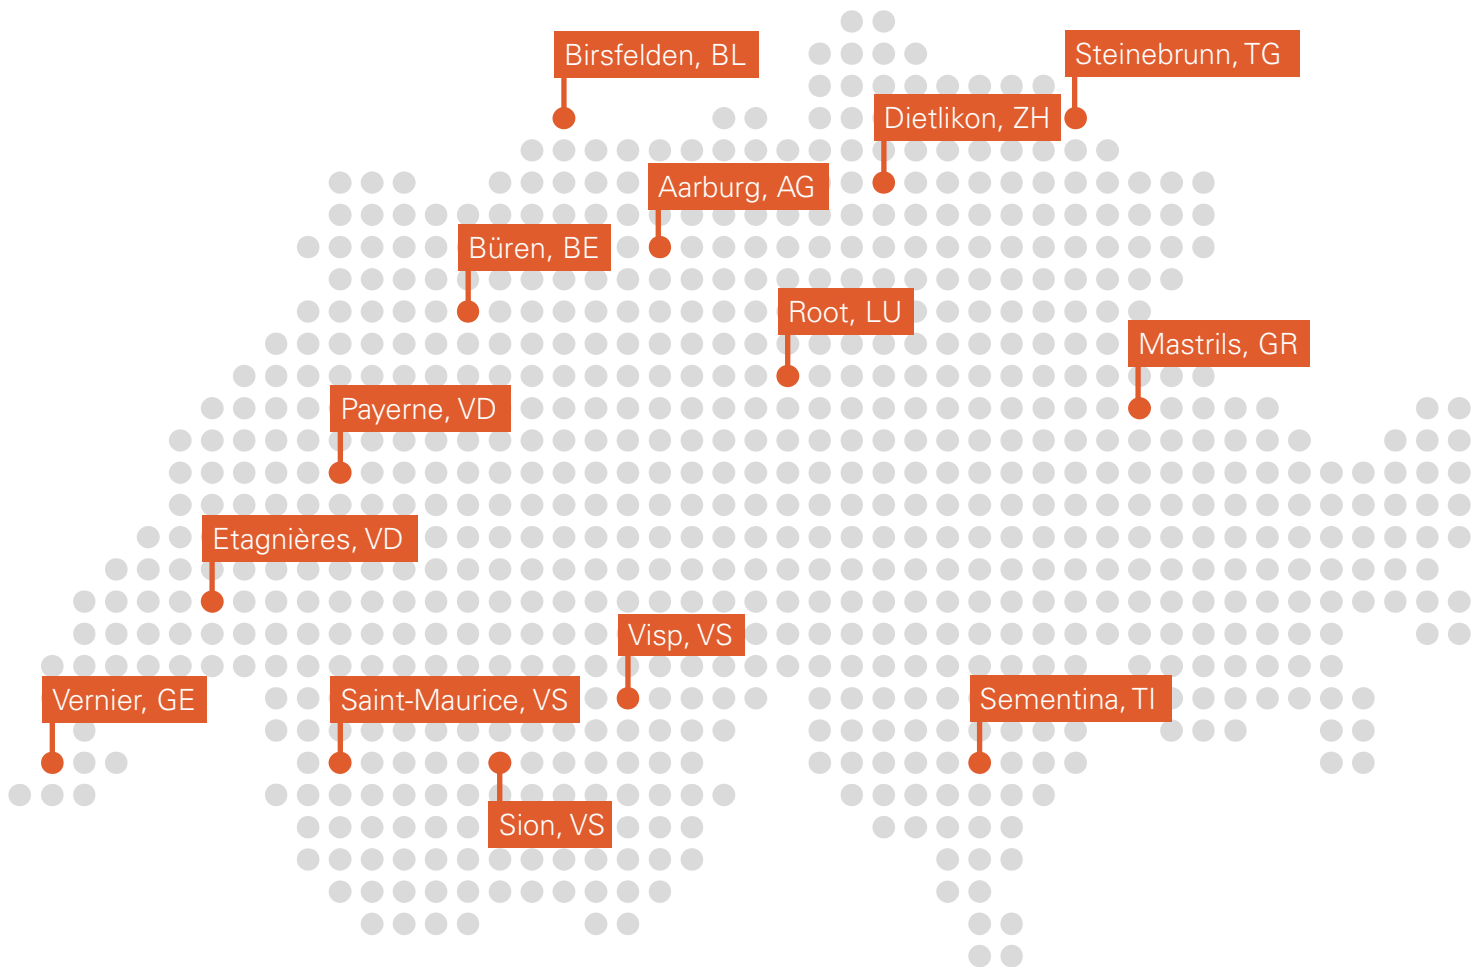 Birsfelden, BL
Steinebrunn, TG
Dietlikon, ZH
Aarburg, AG
Büren, BE
Root, LU
Mastrils, GR
Payerne, VD
Etagnières, VD
Visp, VS
Vernier, GE
Saint-Maurice, VS
Sementina, TI
Sion, VS